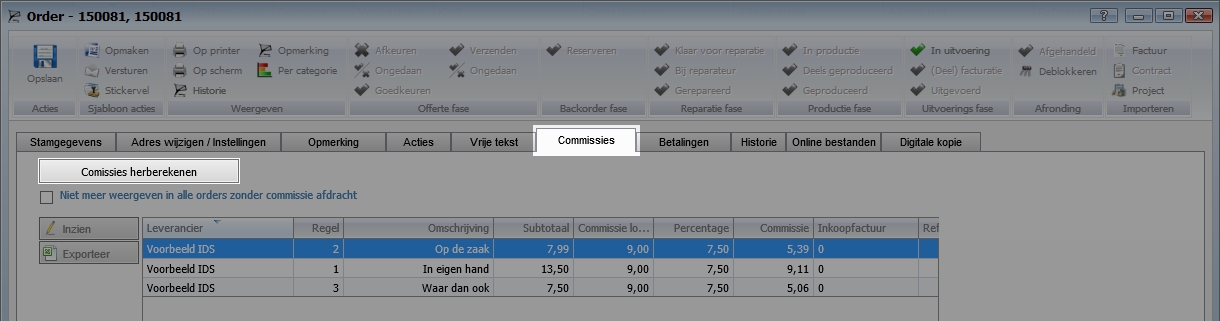 Order - 150081, 150081
Opslaan
Acties
Opmaken
Versturen
Stickervel
Sjabloon acties
Op printer
Op scherm
Historie
Opmerking
Per categorie
Weergeven
Afkeuren
Ongedaan
Goedkeuren
Verzenden
Ongedaan
Offerte fase
Reserveren
Backorder fase
Klaar voor reparatie
Bij reparateur
Gerepareerd
Reparatie fase
In productie
Deels geproduceerd
Geproduceerd
Productie fase
In uitvoering
(Deel) facturatie
Uitgevoerd
Uitvoerings fase
Afgehandeld
Deblokkeren
Afronding
Factuur
Contract
Project
Importeren
Stamgegevens Adres wijzigen / Instellingen Opmerking Acties Vrije tekst Commissies Betalingen Historie Online bestanden Digitale kopie
Comissies herberekenen
Niet meer weergeven in alle orders zonder commissie afdracht
Inzien
Exporteer
Leverancier Regel Omschrijving Subtotaal Commissie lo... Percentage Commissie Inkoopfactuur Ref
Voorbeeld IDS 2 Op de zaak 7,99 9,00 7,50 5,39 0
Voorbeeld IDS 1 In eigen hand 13,50 9,00 7,50 9,11 0
Voorbeeld IDS 3 Waar dan ook 7,50 9,00 7,50 5,06 0